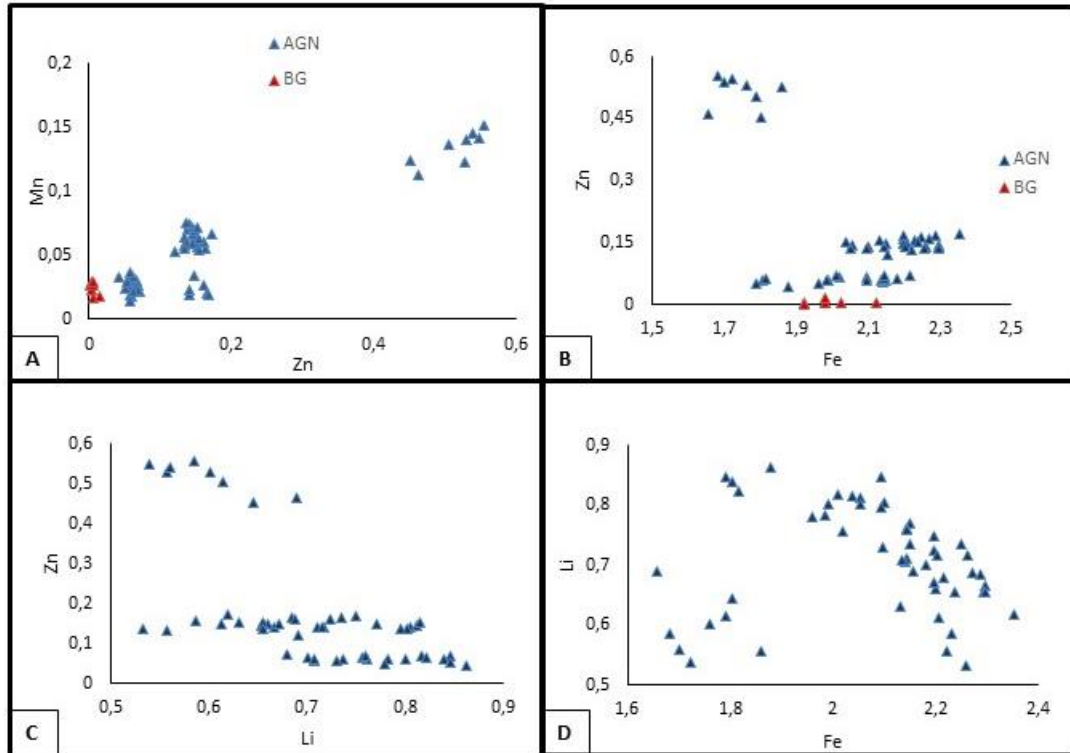 AGN
BG
0,2
0,15
0,1
0,05
0
Mn
0 0,2 0,4 0,6
Zn
A
0,6
0,45
0,3
0,15
0
Zn
AGN
BG
1,5 1,7 1,9 2,1 2,3 2,5
Fe
B
0,6
0,5
0,4
0,3
0,2
0,1
0
Zn
0,5 0,6 0,7 0,8 0,9
Li
C
0,9
0,8
0,7
0,6
0,5
Li
1,6 1,8 2 2,2 2,4
Fe
D